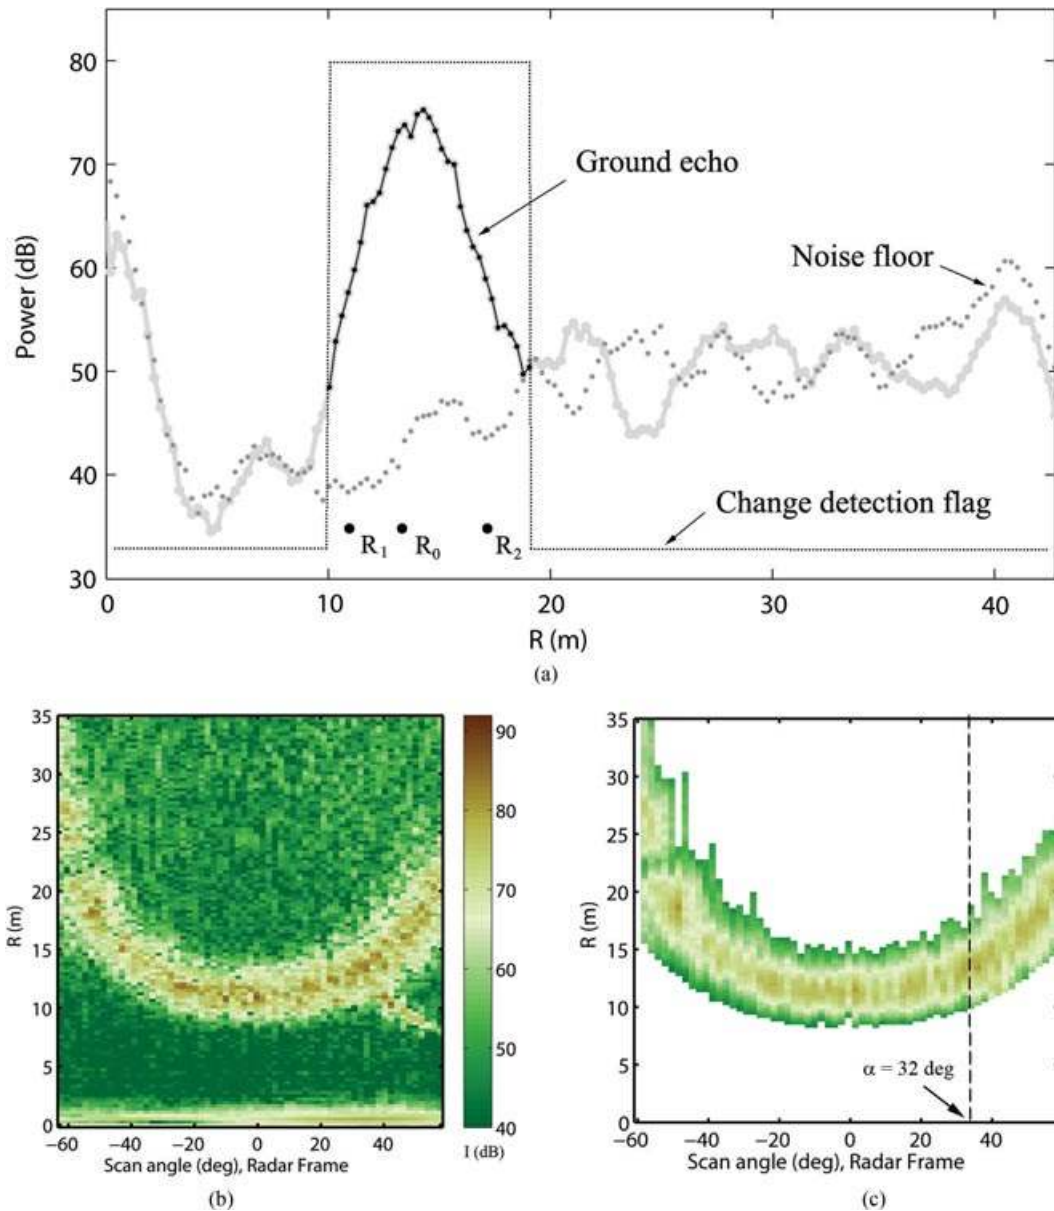 80
70
60
50
40
30
Power (dB)
Ground echo
Noise floor
Change detection flag
R₁ R₀ R₂
0 10 20 30 40
R (m)
(a)
35
30
25
20
15
10
5
0
R (m)
−60 −40 −20 0 20 40
Scan angle (deg), Radar Frame
90
80
70
60
50
40
I (dB)
(b)
35
30
25
20
15
10
5
0
R (m)
α = 32 deg
−60 −40 −20 0 20 40
Scan angle (deg), Radar Frame
(c)